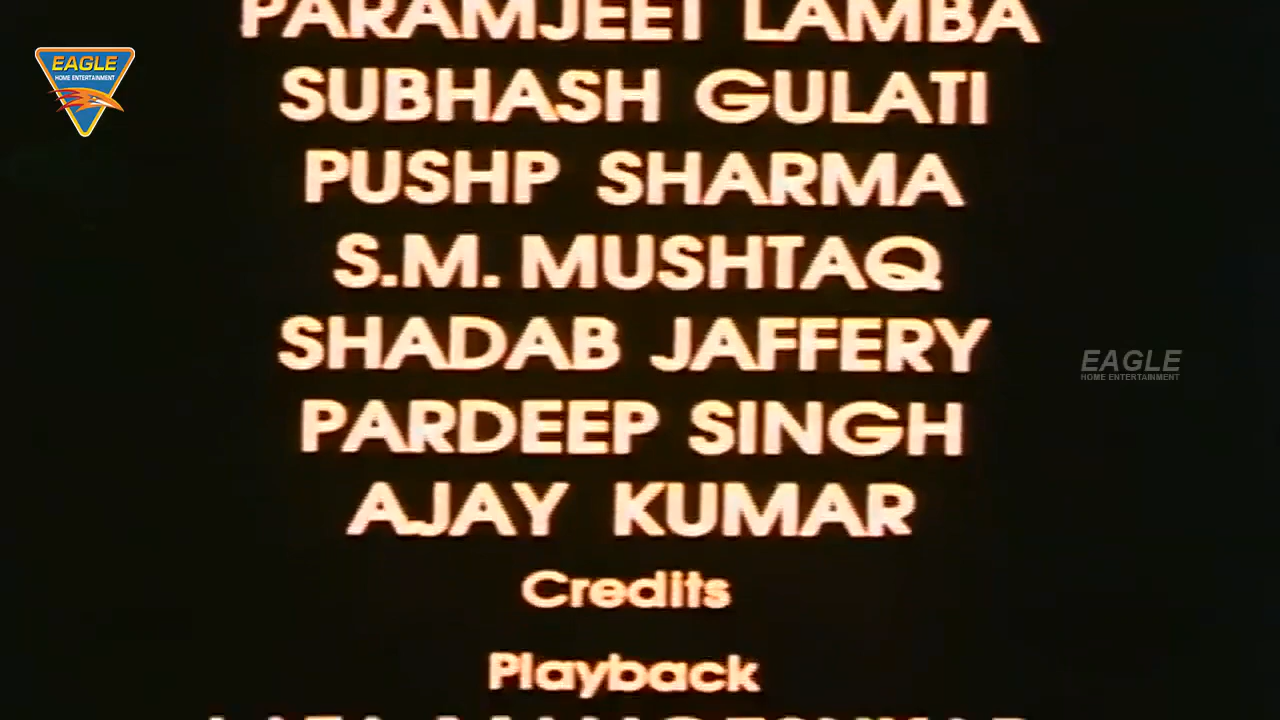 PARAMJEET LAMBA
EAGLE
HOME ENTERTAINMENT
SUBHASH GULATI
PUSHP SHARMA
S.M. MUSHTAQ
SHADAB JAFFERY
EAGLE
HOME ENTERTAINMENT
PARDEEP SINGH
AJAY KUMAR
Credits
Playback